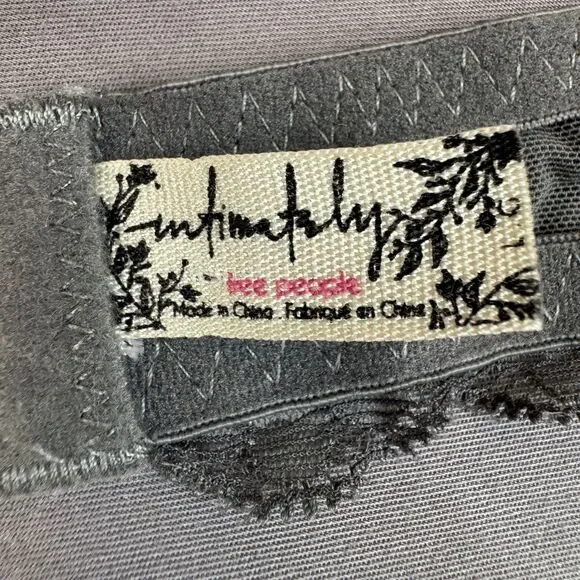 intimately
free people
Made in China Fabriqué en Chine